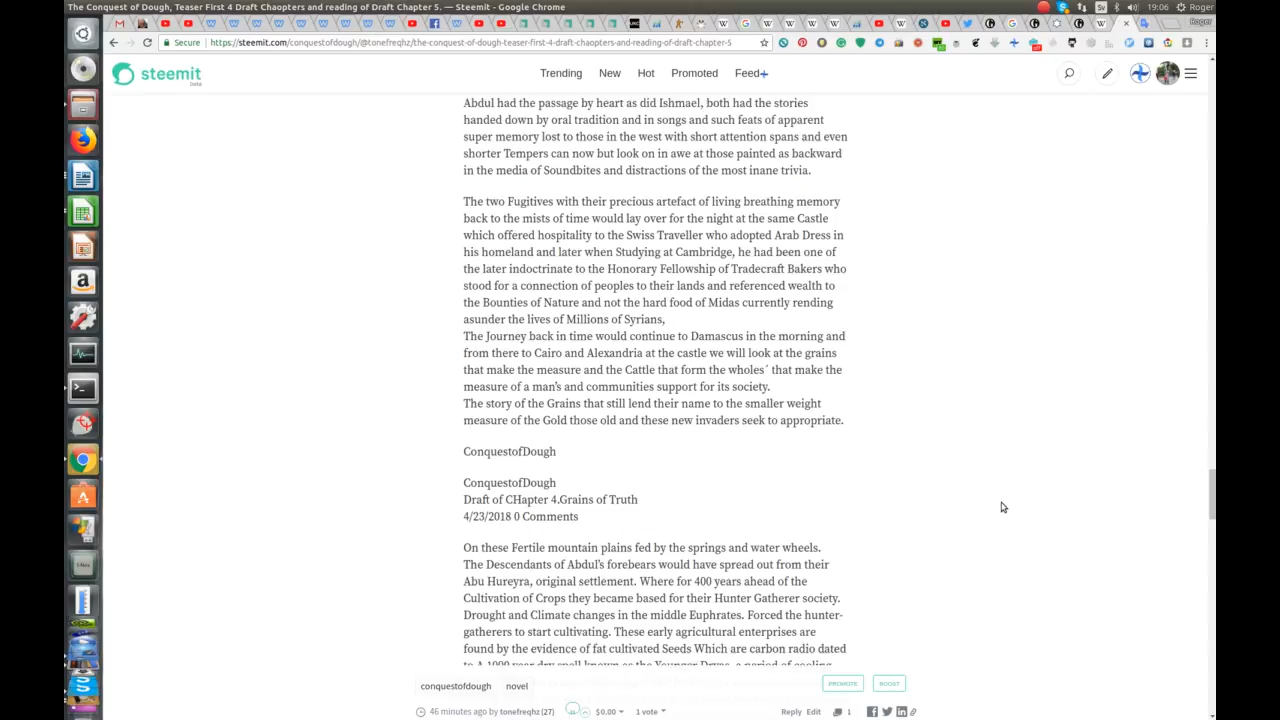 The Conquest of Dough, Teaser First 4 Draft Chaopters and reading of Draft Chapter 5. — Steemit - Google Chrome
19:06 Roger
Roger
Secure https://steemit.com/conquestofdough/@tonefreqhz/the-conquest-of-dough-teaser-first-4-draft-chaopters-and-reading-of-draft-chapter-5
steemit
beta
Trending New Hot Promoted Feed
Abdul had the passage by heart as did Ishmael, both had the stories
handed down by oral tradition and in songs and such feats of apparent
super memory lost to those in the west with short attention spans and even
shorter Tempers can now but look on in awe at those painted as backward
in the media of Soundbites and distractions of the most inane trivia.
The two Fugitives with their precious artefact of living breathing memory
back to the mists of time would lay over for the night at the same Castle
which offered hospitality to the Swiss Traveller who adopted Arab Dress in
his homeland and later when Studying at Cambridge, he had been one of
the later indoctrinate to the Honorary Fellowship of Tradecraft Bakers who
stood for a connection of peoples to their lands and referenced wealth to
the Bounties of Nature and not the hard food of Midas currently rending
asunder the lives of Millions of Syrians,
The Journey back in time would continue to Damascus in the morning and
from there to Cairo and Alexandria at the castle we will look at the grains
that make the measure and the Cattle that form the wholes´ that make the
measure of a man's and communities support for its society.
The story of the Grains that still lend their name to the smaller weight
measure of the Gold those old and these new invaders seek to appropriate.
ConquestofDough
ConquestofDough
Draft of CHapter 4.Grains of Truth
4/23/2018 0 Comments
On these Fertile mountain plains fed by the springs and water wheels.
The Descendants of Abdul's forebears would have spread out from their
Abu Hureyra, original settlement. Where for 400 years ahead of the
Cultivation of Crops they became based for their Hunter Gatherer society.
Drought and Climate changes in the middle Euphrates. Forced the hunter-
gatherers to start cultivating. These early agricultural enterprises are
found by the evidence of fat cultivated Seeds Which are carbon radio dated
to A 1000 year dry spell known as the Younger Dryas, a period of cooling
conquestofdough novel
PROMOTE BOOST
46 minutes ago by tonefreqhz (27) $0.00 1 vote Reply Edit 1